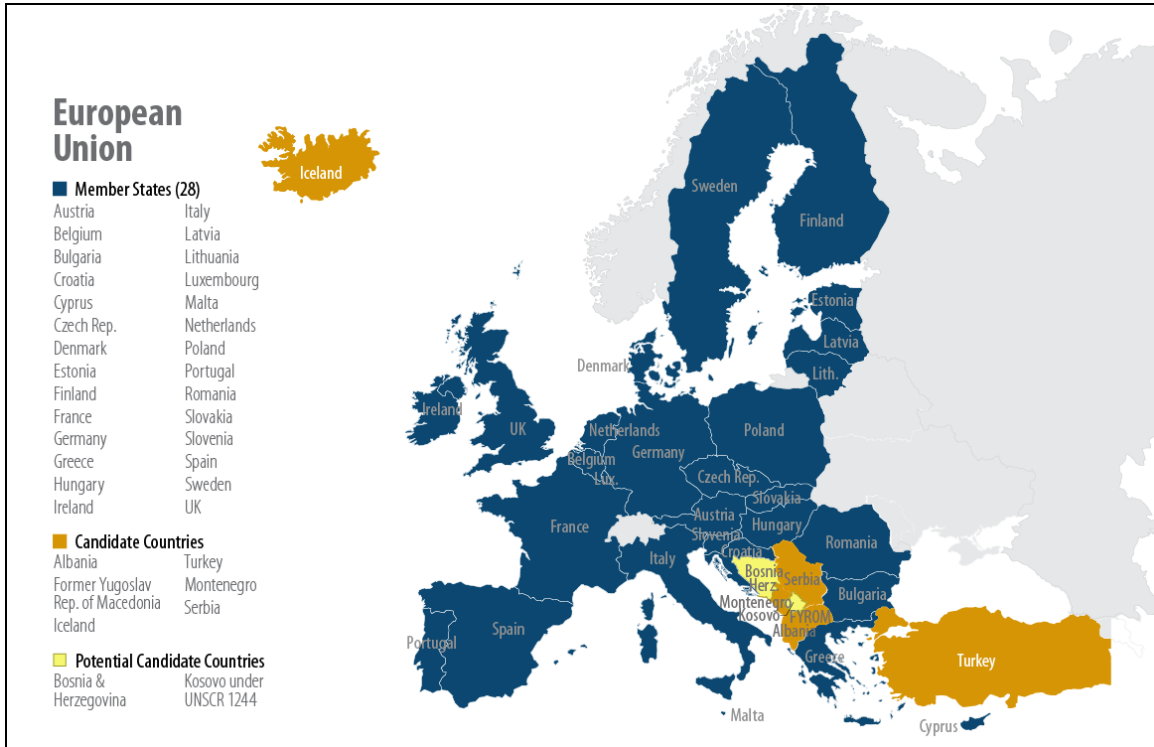 European
Union
Member States (28)
Austria
Belgium
Bulgaria
Croatia
Cyprus
Czech Rep.
Denmark
Estonia
Finland
France
Germany
Greece
Hungary
Ireland
Italy
Latvia
Lithuania
Luxembourg
Malta
Netherlands
Poland
Portugal
Romania
Slovakia
Slovenia
Spain
Sweden
UK
Candidate Countries
Albania
Former Yugoslav
Rep. of Macedonia
Iceland
Turkey
Montenegro
Serbia
Potential Candidate Countries
Bosnia &
Herzegovina
Kosovo under
UNSCR 1244
Iceland
Sweden
Finland
Estonia
Latvia
Lith.
Denmark
Ireland
UK
Netherlands
Belgium
Lux.
Germany
Poland
Czech Rep.
Slovakia
Austria
Hungary
Slovenia
France
Italy
Croatia
Romania
Bosnia
Herz.
Serbia
Bulgaria
Montenegro
Kosovo
FYROM
Albania
Portugal
Spain
Greeze
Turkey
Malta
Cyprus